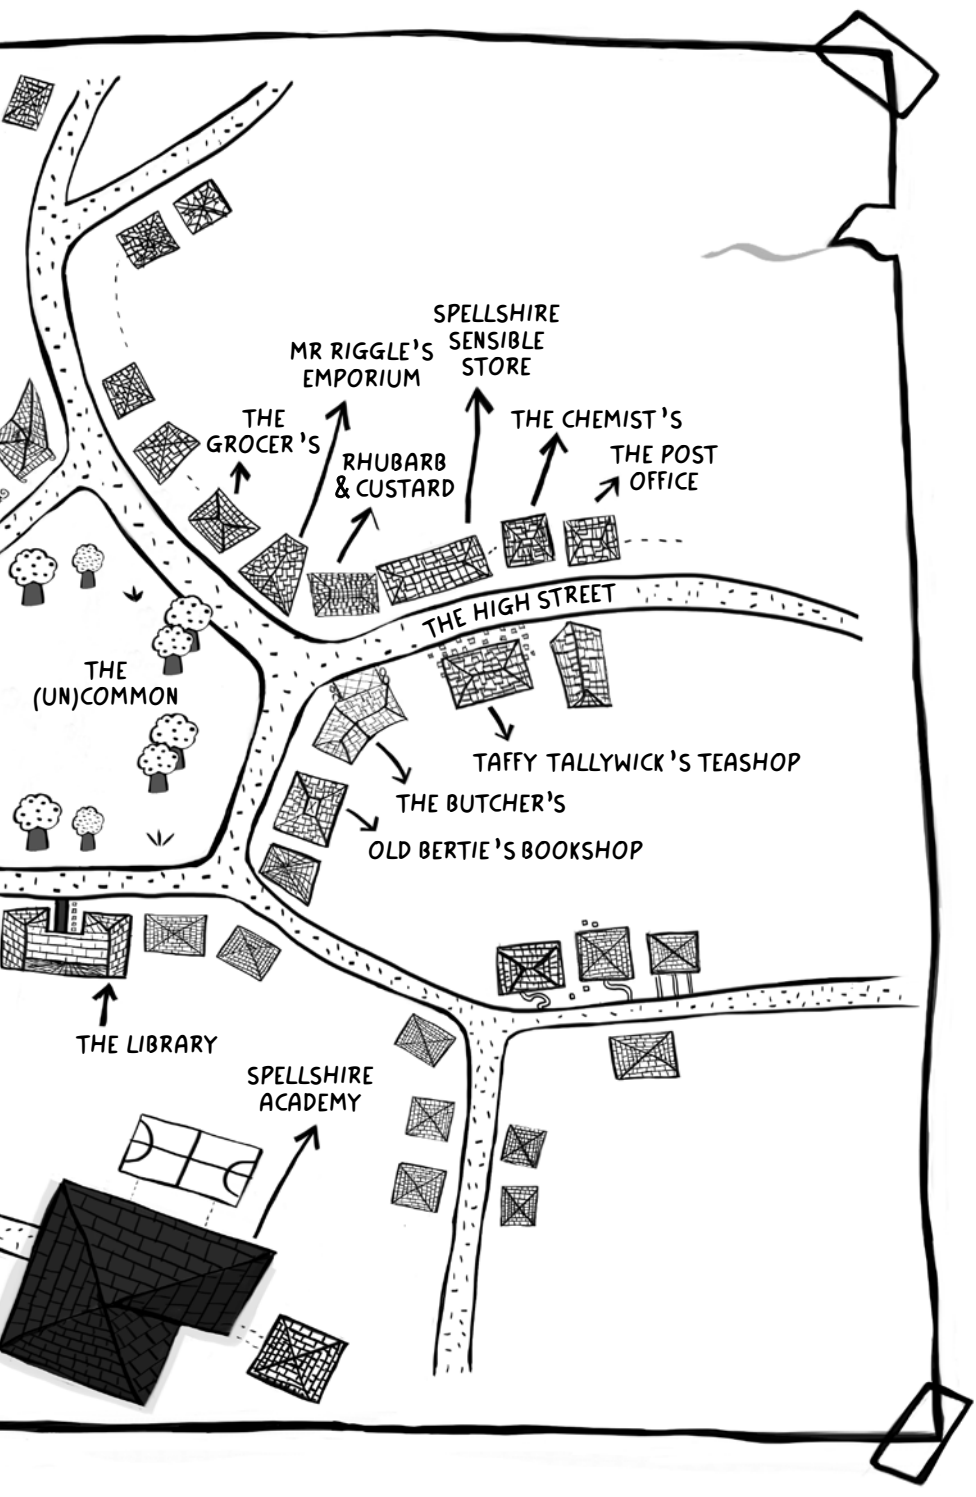 SPELLSHIRE
SENSIBLE
STORE
MR RIGGLE'S
EMPORIUM
THE
GROCER'S
RHUBARB
& CUSTARD
THE CHEMIST'S
THE POST
OFFICE
THE HIGH STREET
THE
(UN)COMMON
TAFFY TALLYWICK'S TEASHOP
THE BUTCHER'S
OLD BERTIE'S BOOKSHOP
THE LIBRARY
SPELLSHIRE
ACADEMY